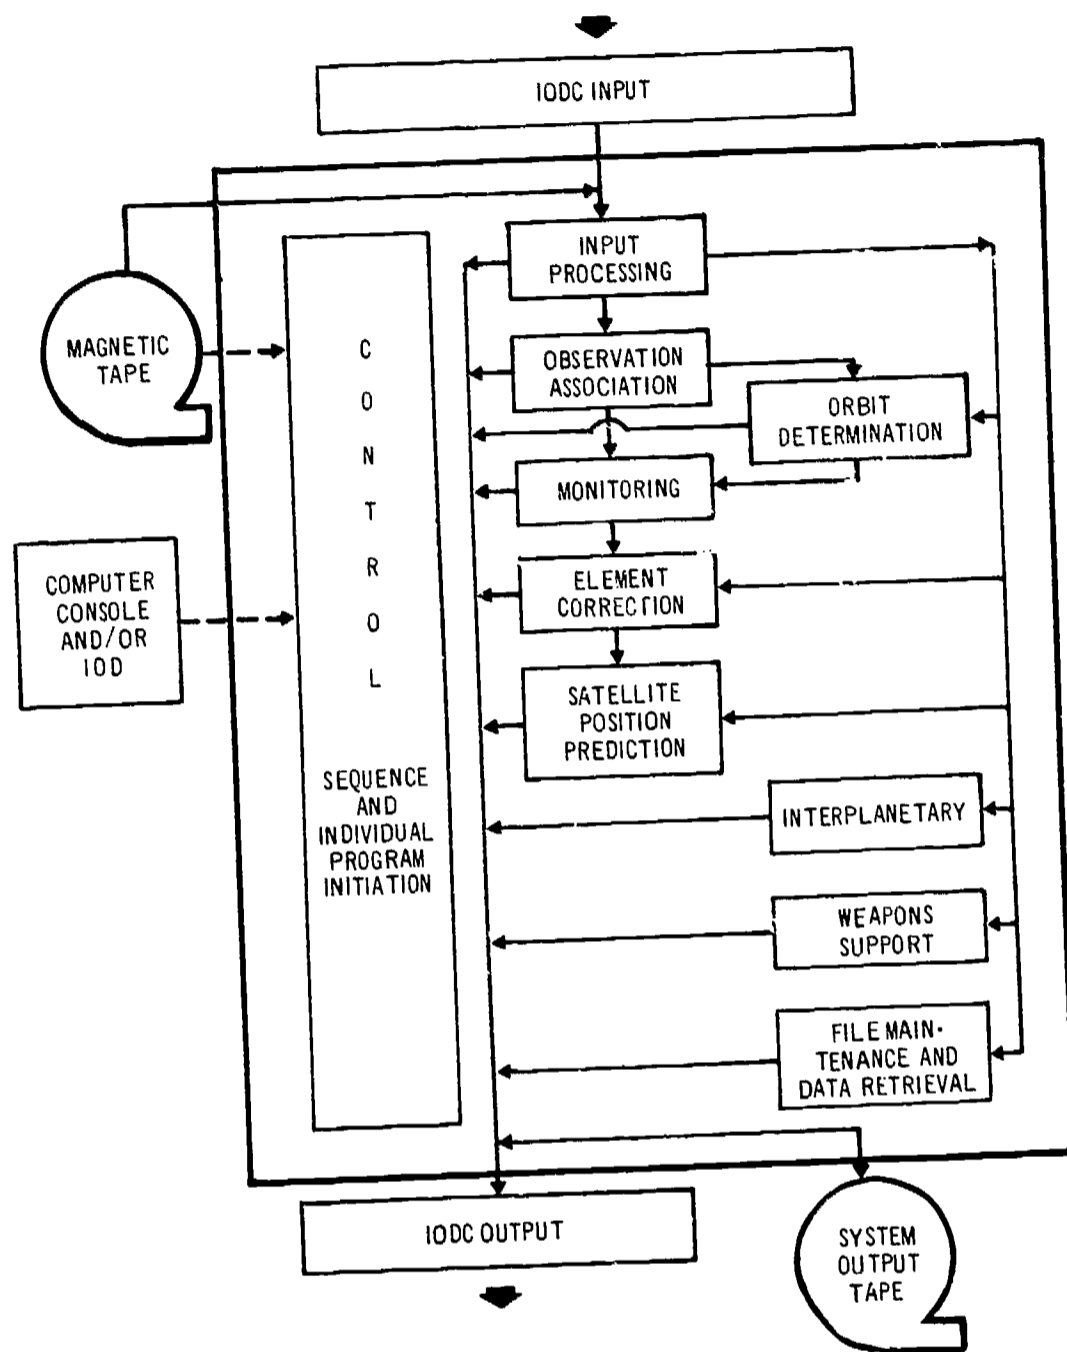 IODC INPUT
INPUT
PROCESSING
MAGNETIC
TAPE
OBSERVATION
ASSOCIATION
ORBIT
DETERMINATION
MONITORING
COMPUTER
CONSOLE
AND/OR
IOD
CONTROL
SEQUENCE
AND
INDIVIDUAL
PROGRAM
INITIATION
ELEMENT
CORRECTION
SATELLITE
POSITION
PREDICTION
INTERPLANETARY
WEAPONS
SUPPORT
FILE MAIN-
TENANCE AND
DATA RETRIEVAL
IODC OUTPUT
SYSTEM
OUTPUT
TAPE